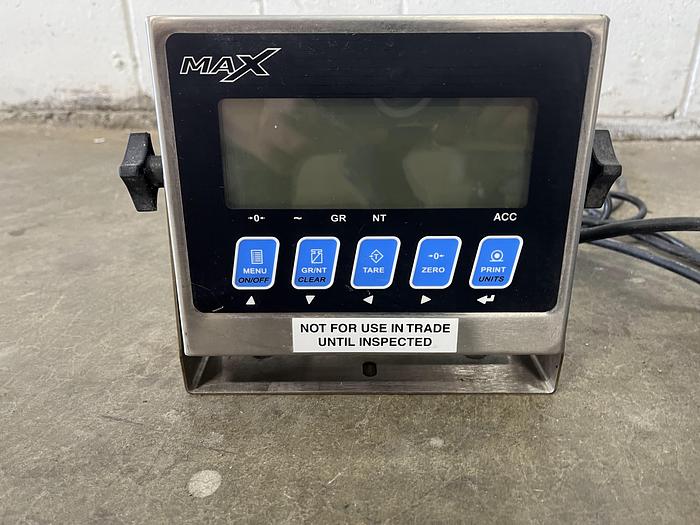 MAX
→0← ~ GR NT ACC
MENU GR/NT TARE →0← ZERO PRINT
ON/OFF CLEAR UNITS
NOT FOR USE IN TRADE
UNTIL INSPECTED